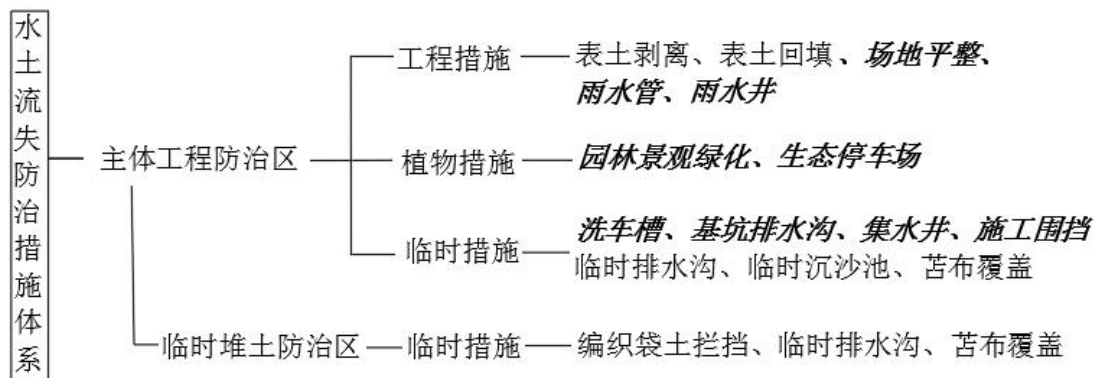 水土流失防治措施体系
主体工程防治区
工程措施
表土剥离、表土回填、场地平整、
雨水管、雨水井
植物措施
园林景观绿化、生态停车场
临时措施
洗车槽、基坑排水沟、集水井、施工围挡
临时排水沟、临时沉沙池、苫布覆盖
临时堆土防治区
临时措施
编织袋土拦挡、临时排水沟、苫布覆盖